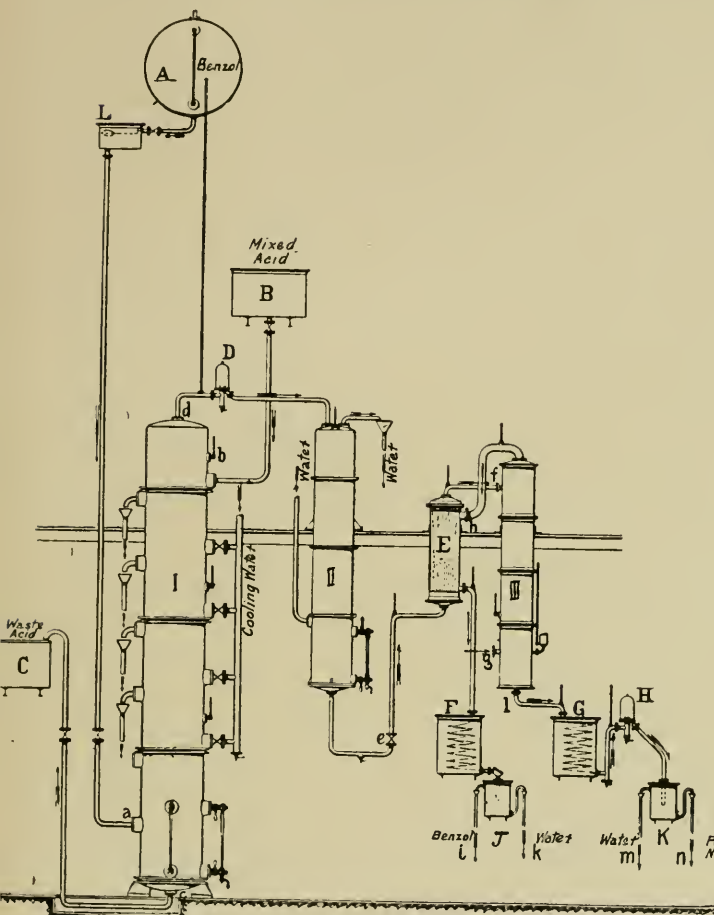 A
Benzol
L
Mixed
Acid
B
D
d
b
Water
Water
f
h
E
I
II
III
Cooling Water
Waste
Acid
C
g
e
l
F
G
H
a
J
K
Benzol
i
Water
k
Water
m
n
c